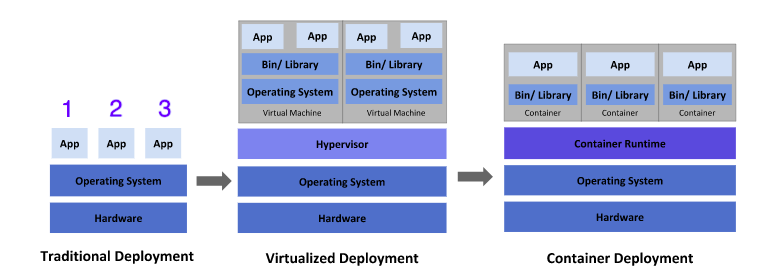 1 2 3
App App App
Operating System
Hardware
Traditional Deployment
App App App App
Bin/ Library Bin/ Library
Operating System Operating System
Virtual Machine Virtual Machine
Hypervisor
Operating System
Hardware
Virtualized Deployment
App App App
Bin/ Library Bin/ Library Bin/ Library
Container Container Container
Container Runtime
Operating System
Hardware
Container Deployment